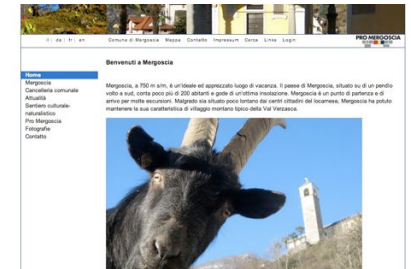 it | de | fr | en Comune di Mergoscia Mappa Contatto Impressum Cerca Links Login
PRO MERGOSCIA
Benvenuti a Mergoscia
Home
Mergoscia
Cancelleria comunale
Attualità
Sentiero culturale-
naturalistico
Pro Mergoscia
Fotografie
Contatto
Mergoscia, a 750 m s/m, è un'ideale ed apprezzato luogo di vacanza. Il paese di Mergoscia, situato su di un pendio
volto a sud, conta poco più di 200 abitanti e gode di un'ottima insolazione. Mergoscia é un punto di partenza e di
arrivo per molte escursioni. Malgrado sia situato poco lontano dai centri cittadini del locarnese, Mergoscia ha potuto
mantenere la sua caratteristica di villaggio montano tipico della Val Verzasca.